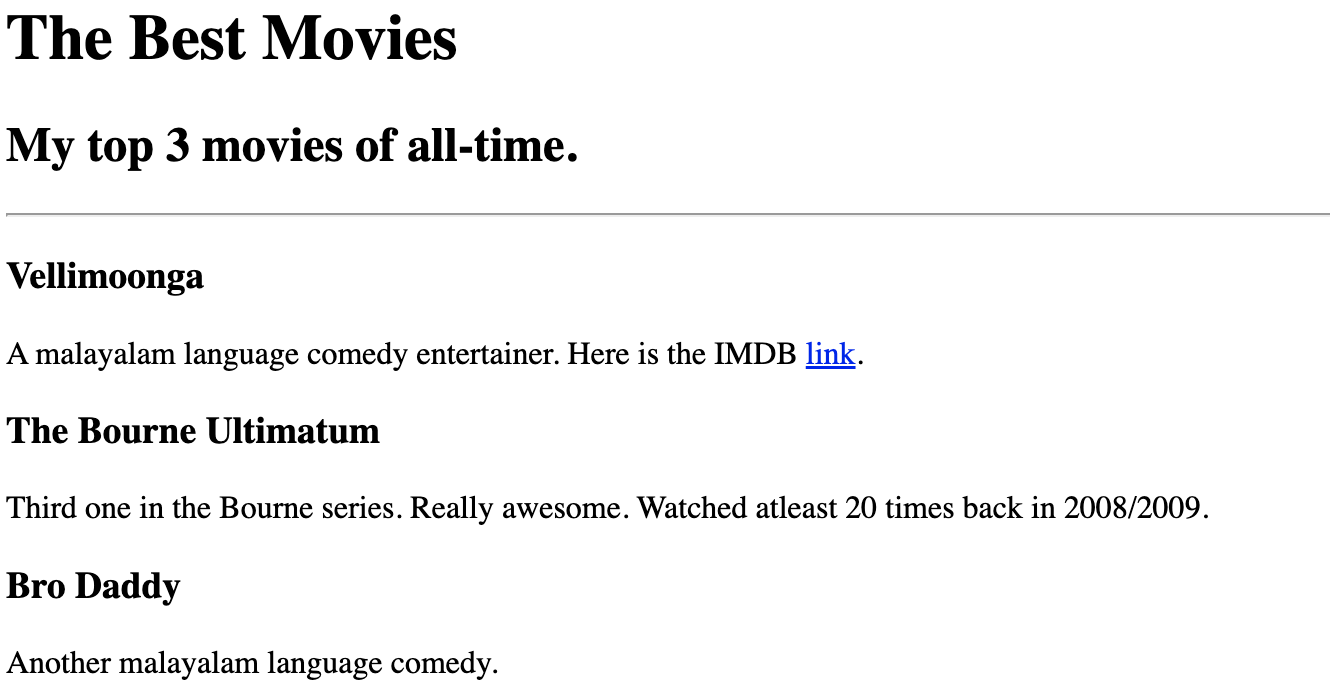 The Best Movies
My top 3 movies of all-time.
Vellimoonga
A malayalam language comedy entertainer. Here is the IMDB link.
The Bourne Ultimatum
Third one in the Bourne series. Really awesome. Watched atleast 20 times back in 2008/2009.
Bro Daddy
Another malayalam language comedy.